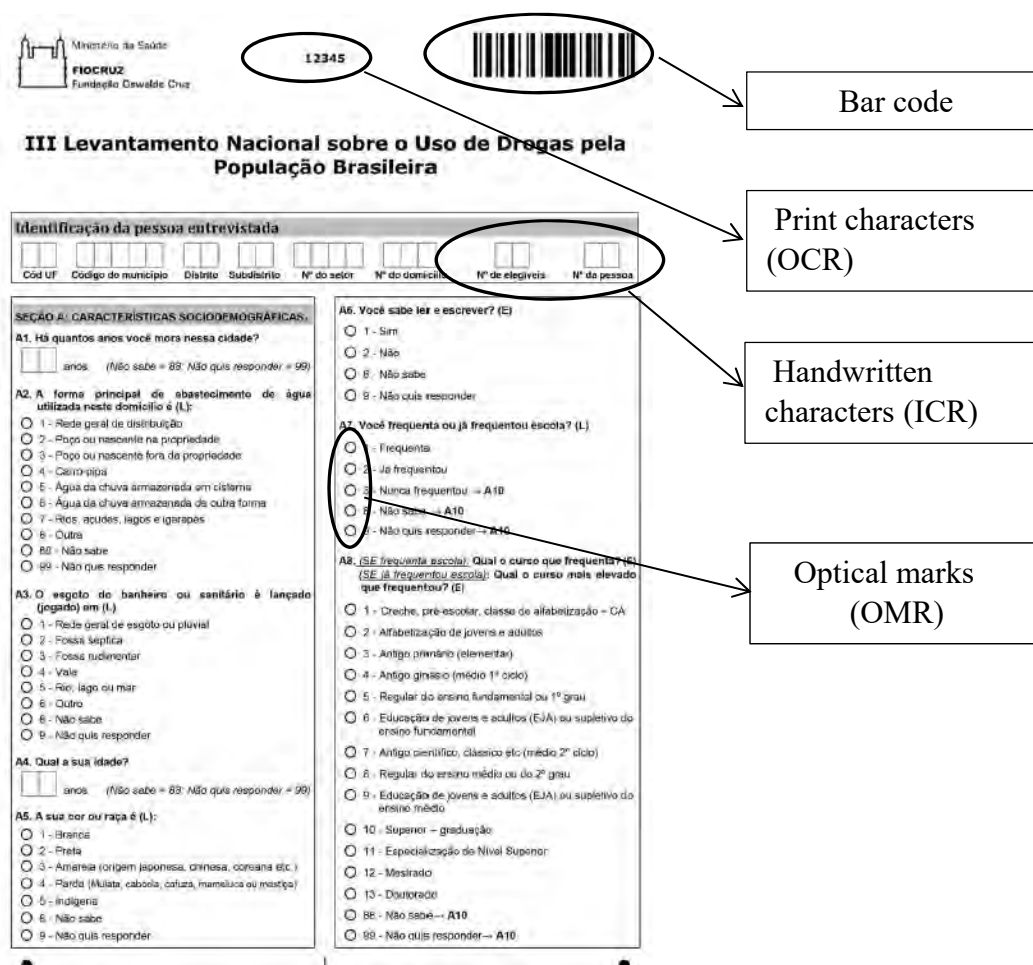 Ministério da Saúde
FIOCRUZ
Fundação Oswaldo Cruz
12345
Bar code
III Levantamento Nacional sobre o Uso de Drogas pela
População Brasileira
Print characters
(OCR)
Identificação da pessoa entrevistada
Cód UF Código do município Distrito Subdistrito Nº do setor Nº do domicílio Nº de elegíveis Nº da pessoa
Handwritten
characters (ICR)
SEÇÃO A: CARACTERÍSTICAS SOCIODEMOGRÁFICAS.
A1. Há quantos anos você mora nessa cidade?
anos (Não sabe = 88; Não quis responder = 99)
A2. A forma principal de abastecimento de água
utilizada neste domicílio é (L):
1 - Rede geral de distribuição
2 - Poço ou nascente na propriedade
3 - Poço ou nascente fora da propriedade
4 - Carro-pipa
5 - Água da chuva armazenada em cisterna
6 - Água da chuva armazenada de outra forma
7 - Rios, açudes, lagos e igarapés
8 - Outra
88 - Não sabe
99 - Não quis responder
A3. O esgoto do banheiro ou sanitário é lançado
(jogado) em (L)
1 - Rede geral de esgoto ou pluvial
2 - Fossa séptica
3 - Fossa rudimentar
4 - Vala
5 - Rio, lago ou mar
6 - Outro
8 - Não sabe
9 - Não quis responder
A4. Qual a sua idade?
anos (Não sabe = 88; Não quis responder = 99)
A5. A sua cor ou raça é (L):
1 - Branca
2 - Preta
3 - Amarela (origem japonesa, chinesa, coreana etc.)
4 - Parda (Mulata, cabocla, cafuza, mameluca ou mestiça)
5 - Indígena
8 - Não sabe
9 - Não quis responder
A6. Você sabe ler e escrever? (E)
1 - Sim
2 - Não
8 - Não sabe
9 - Não quis responder
A7. Você frequenta ou já frequentou escola? (L)
1 - Frequenta
2 - Já frequentou
3 - Nunca frequentou → A10
8 - Não sabe → A10
9 - Não quis responder → A10
A8. (SE frequenta escola): Qual o curso que frequenta? (E)
(SE já frequentou escola): Qual o curso mais elevado
que frequentou? (E)
1 - Creche, pré-escolar, classe de alfabetização – CA
2 - Alfabetização de jovens e adultos
3 - Antigo primário (elementar)
4 - Antigo ginásio (médio 1º ciclo)
5 - Regular do ensino fundamental ou 1º grau
6 - Educação de jovens e adultos (EJA) ou supletivo do
ensino fundamental
7 - Antigo científico, clássico etc (médio 2º ciclo)
8 - Regular do ensino médio ou do 2º grau
9 - Educação de jovens e adultos (EJA) ou supletivo do
ensino médio
10 - Superior – graduação
11 - Especialização de Nível Superior
12 - Mestrado
13 - Doutorado
88 - Não sabe → A10
99 - Não quis responder → A10
Optical marks
(OMR)